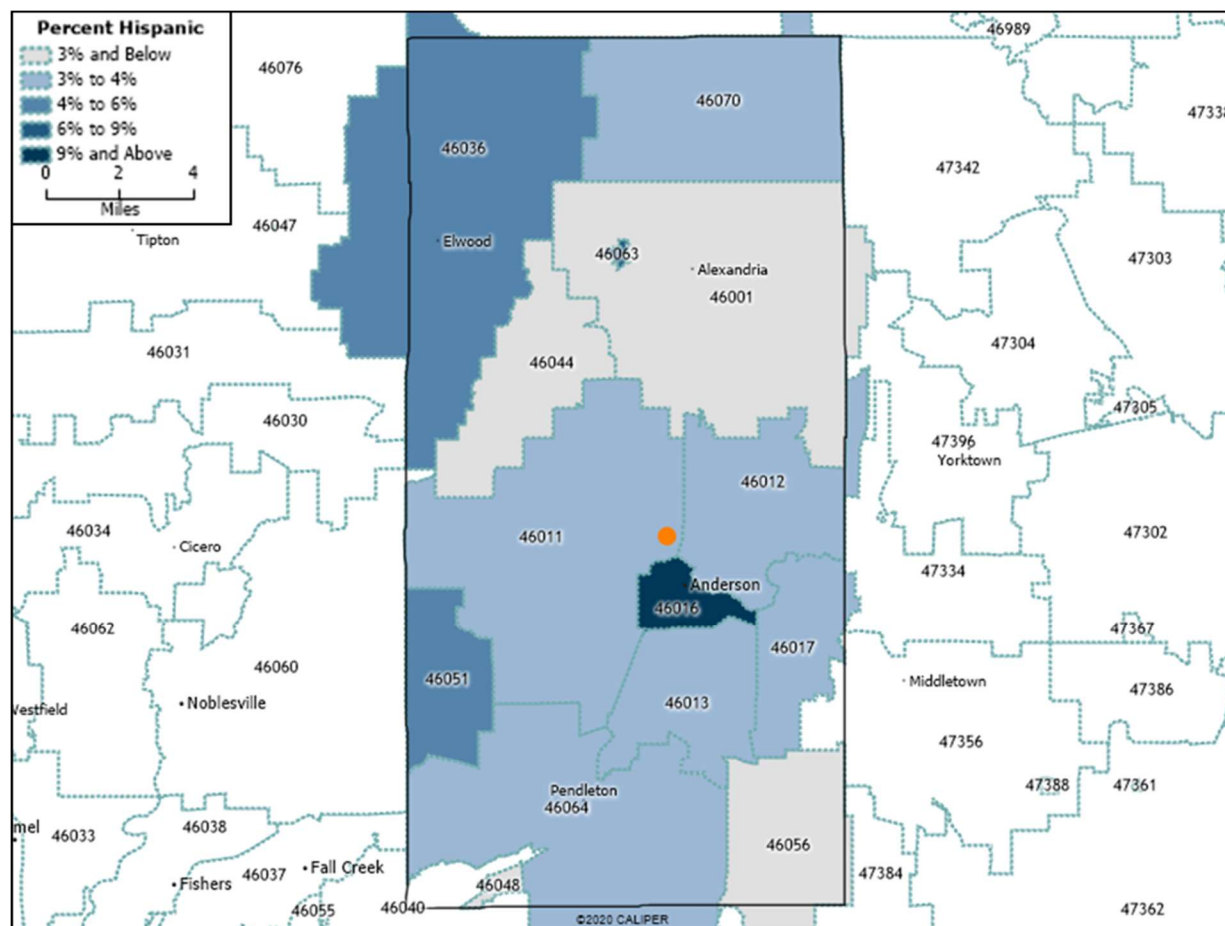 Percent Hispanic
3% and Below
3% to 4%
4% to 6%
6% to 9%
9% and Above
0 2 4
Miles
46989
46076
46070
47338
46036
47342
46047
Tipton
Elwood
46063
Alexandria
47303
46001
47304
46031
46044
47305
46030
47396
Yorktown
46012
46034
Cicero
46011
47302
47334
Anderson
46016
46062
47367
46017
46060
46051
Middletown
47386
Noblesville
46013
Westfield
47356
Pendleton
46064
47388
47361
mel
46033
46038
46056
46037
Fall Creek
47384
Fishers
46048
46055
46040
47362
©2020 CALIPER